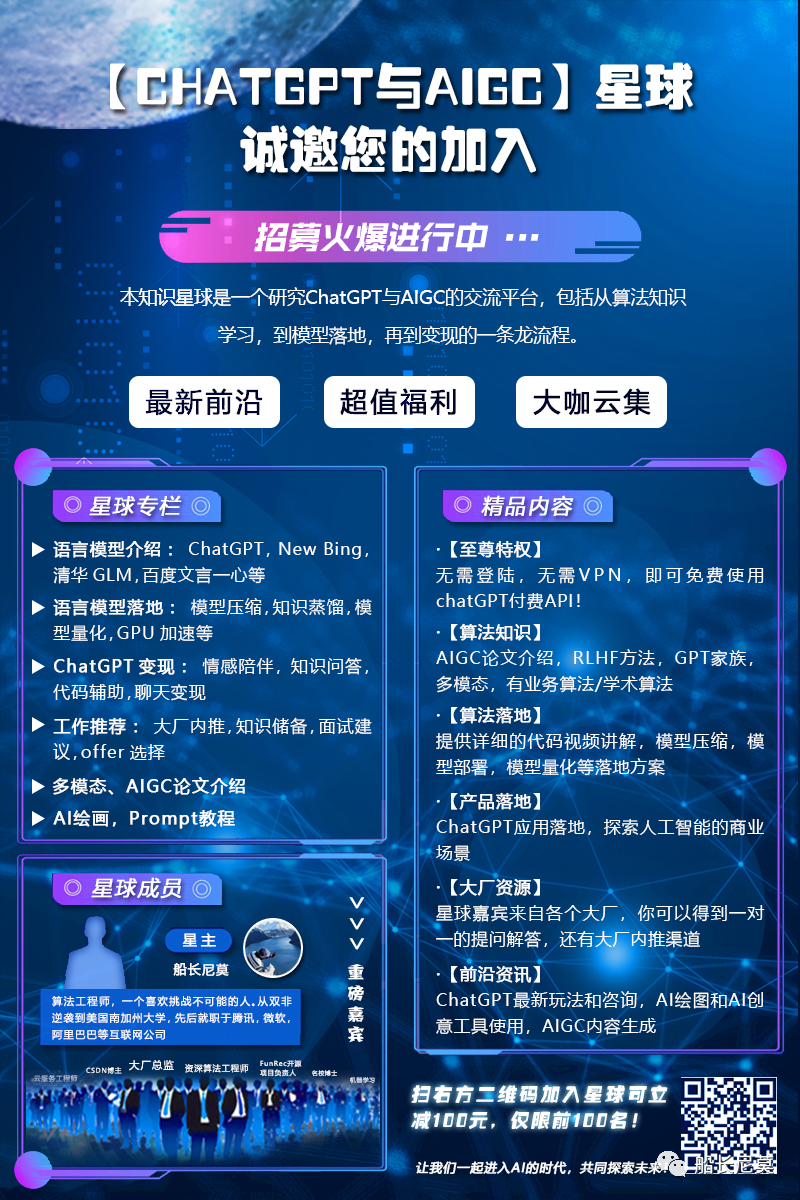 【CHATGPT与AIGC】星球
诚邀您的加入
招募火爆进行中 ···
本知识星球是一个研究ChatGPT与AIGC的交流平台，包括从算法知识
学习，到模型落地，再到变现的一条龙流程。
最新前沿
超值福利
大咖云集
星球专栏
▶ 语言模型介绍： ChatGPT, New Bing,
清华 GLM,百度文言一心等
▶ 语言模型落地： 模型压缩,知识蒸馏,模
型量化,GPU 加速等
▶ ChatGPT 变现： 情感陪伴, 知识问答,
代码辅助,聊天变现
▶ 工作推荐： 大厂内推,知识储备,面试建
议,offer 选择
▶ 多模态、AIGC论文介绍
▶ AI绘画，Prompt教程
精品内容
·【至尊特权】
无需登陆，无需VPN，即可免费使用
chatGPT付费API！
·【算法知识】
AIGC论文介绍，RLHF方法，GPT家族，
多模态，有业务算法/学术算法
·【算法落地】
提供详细的代码视频讲解，模型压缩，模
型部署，模型量化等落地方案
·【产品落地】
ChatGPT应用落地，探索人工智能的商业
场景
·【大厂资源】
星球嘉宾来自各个大厂，你可以得到一对
一的提问解答，还有大厂内推渠道
·【前沿资讯】
ChatGPT最新玩法和咨询，AI绘图和AI创
意工具使用，AIGC内容生成
星球成员
星主
船长尼莫
算法工程师，一个喜欢挑战不可能的人。从双非
逆袭到美国南加州大学，先后就职于腾讯，微软，
阿里巴巴等互联网公司
重磅嘉宾
云服务工程师
CSDN博主
大厂总监
资深算法工程师
FunRec开源
项目负责人
名校博士
机器学习
扫右方二维码加入星球可立
减100元，仅限前100名！
让我们一起进入AI的时代，共同探索未来！
船长尼莫